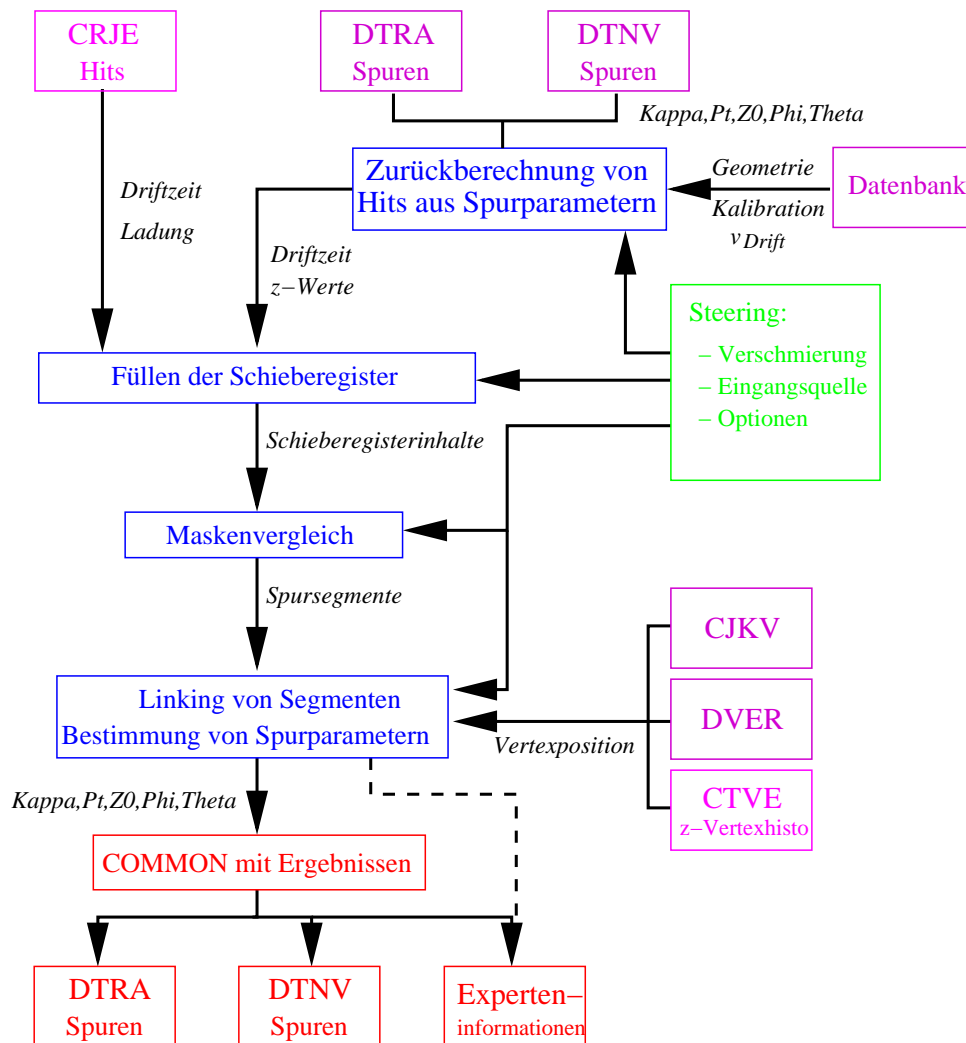 CRJE
Hits
DTRA
Spuren
DTNV
Spuren
Kappa,Pt,Z0,Phi,Theta
Zurückberechnung von
Hits aus Spurparametern
Geometrie
Kalibration
v Drift
Datenbank
Driftzeit
Ladung
Driftzeit
z−Werte
Steering:
− Verschmierung
− Eingangsquelle
− Optionen
Füllen der Schieberegister
Schieberegisterinhalte
Maskenvergleich
Spursegmente
CJKV
Linking von Segmenten
Bestimmung von Spurparametern
Vertexposition
DVER
CTVE
z−Vertexhisto
Kappa,Pt,Z0,Phi,Theta
COMMON mit Ergebnissen
DTRA
Spuren
DTNV
Spuren
Experten−
informationen